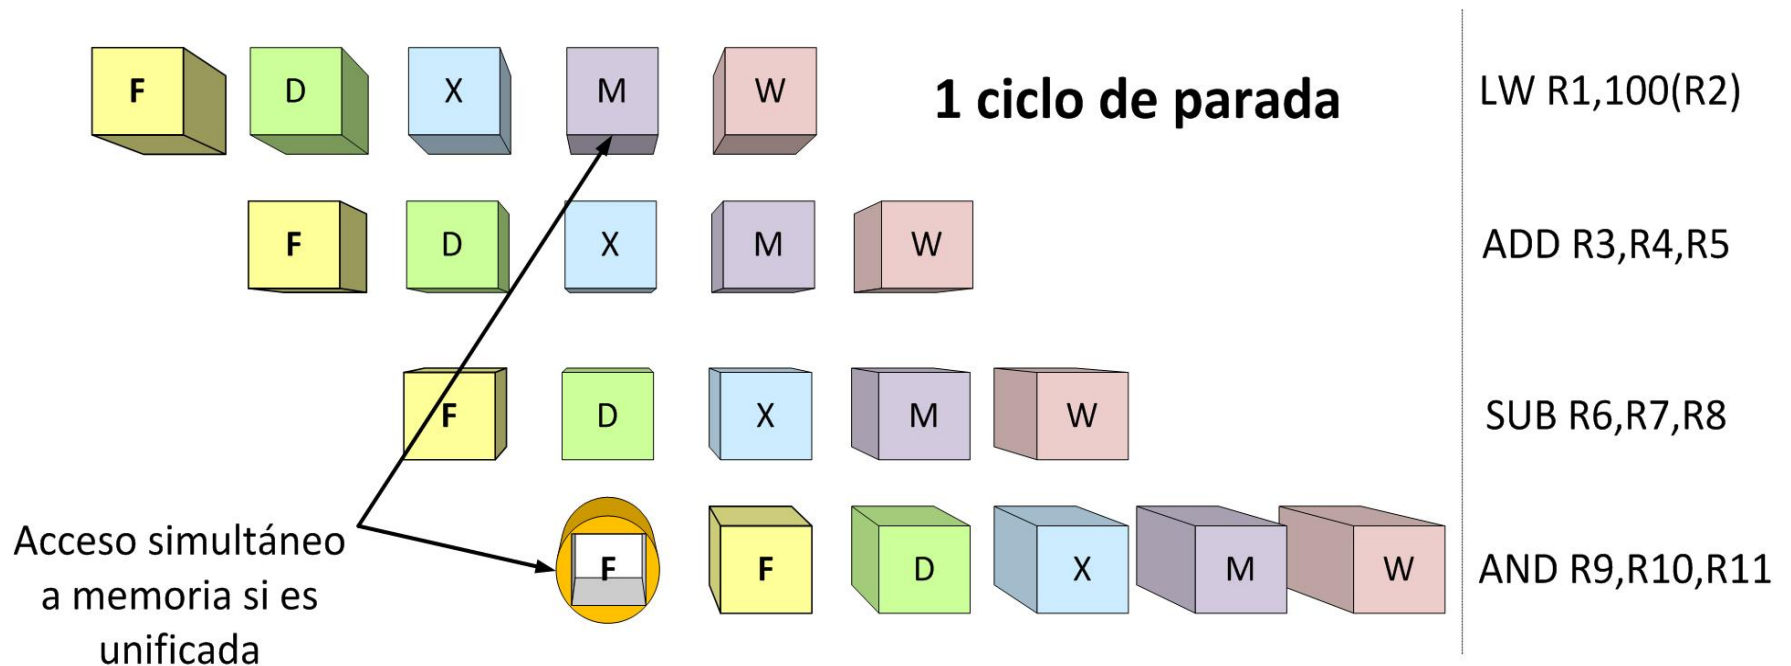 F D X M W 1 ciclo de parada LW R1,100(R2)
F D X M W ADD R3,R4,R5
F D X M W SUB R6,R7,R8
F F D X M W AND R9,R10,R11
Acceso simultáneo
a memoria si es
unificada